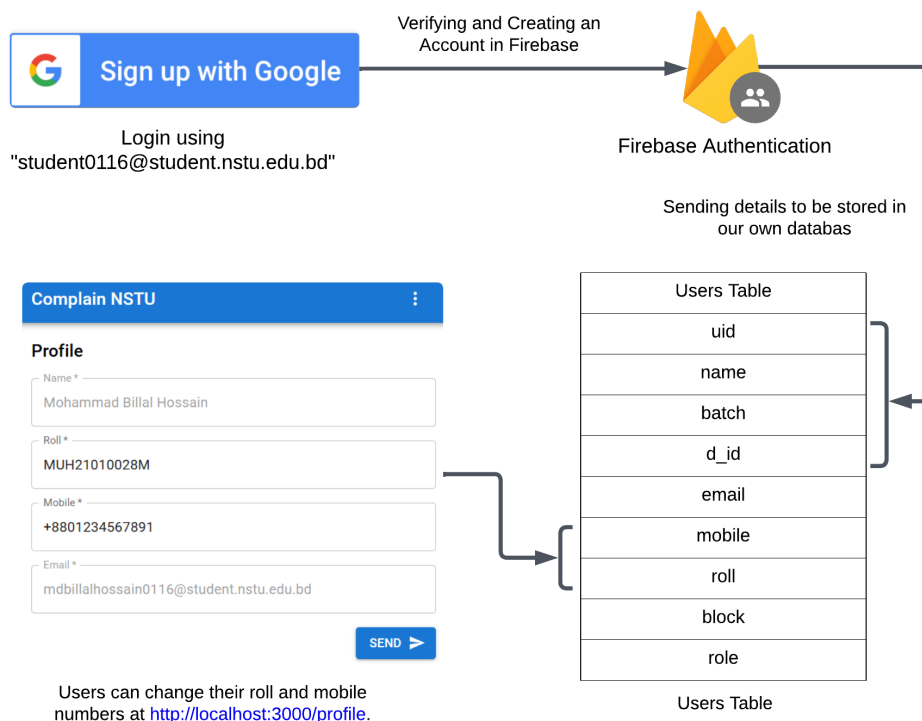 Verifying and Creating an
Account in Firebase
G
Sign up with Google
Login using
"student0116@student.nstu.edu.bd"
Firebase Authentication
Sending details to be stored in
our own databas
Complain NSTU
Profile
Name *
Mohammad Billal Hossain
Roll *
MUH21010028M
Mobile *
+8801234567891
Email *
mdbillalhossain0116@student.nstu.edu.bd
SEND
Users can change their roll and mobile
numbers at http://localhost:3000/profile.
Users Table
uid
name
batch
d_id
email
mobile
roll
block
role
Users Table